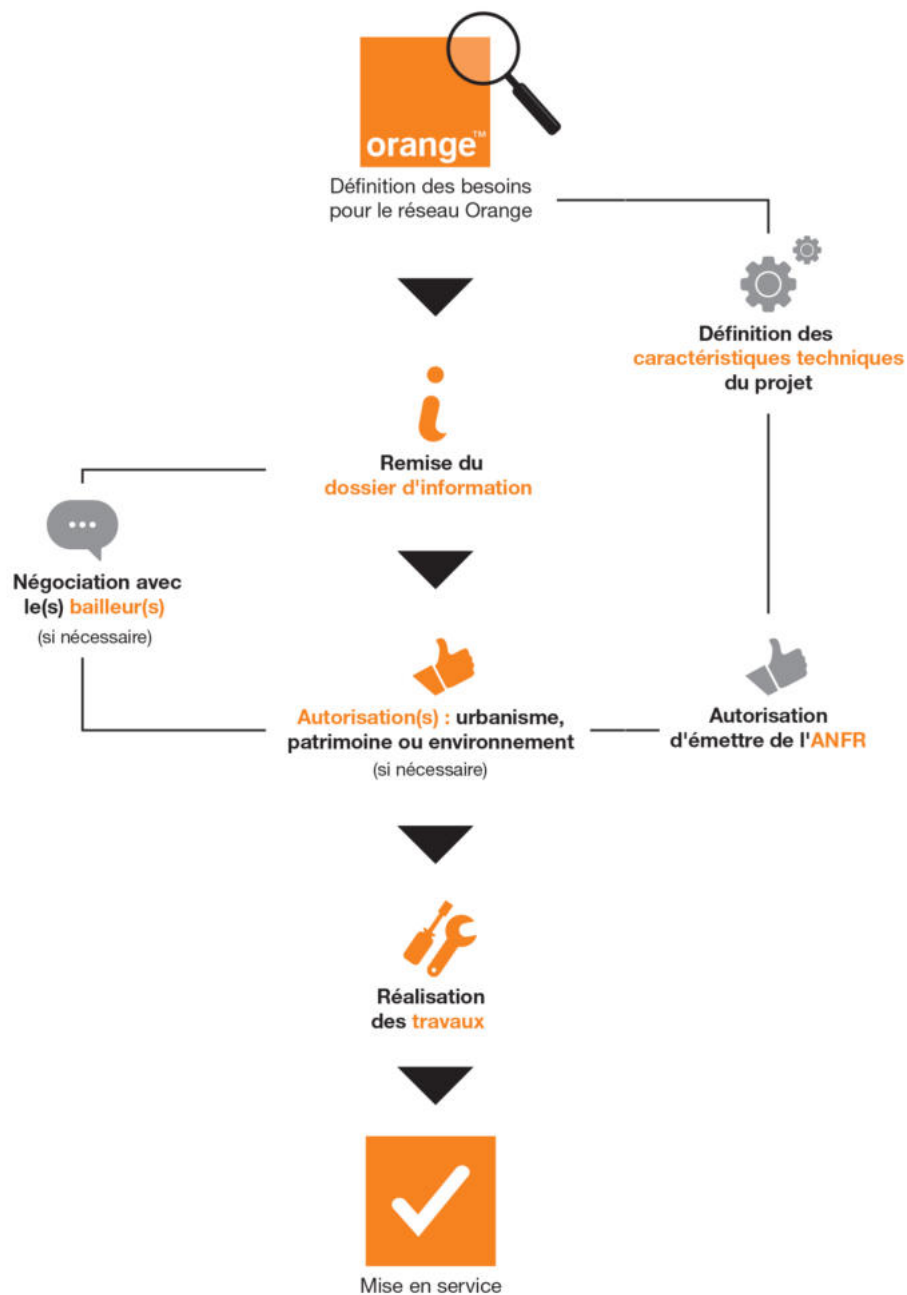 orange™
Définition des besoins
pour le réseau Orange
Définition des
caractéristiques techniques
du projet
Remise du
dossier d'information
Négociation avec
le(s) bailleur(s)
(si nécessaire)
Autorisation(s) : urbanisme,
patrimoine ou environnement
(si nécessaire)
Autorisation
d'émettre de l'ANFR
Réalisation
des travaux
Mise en service